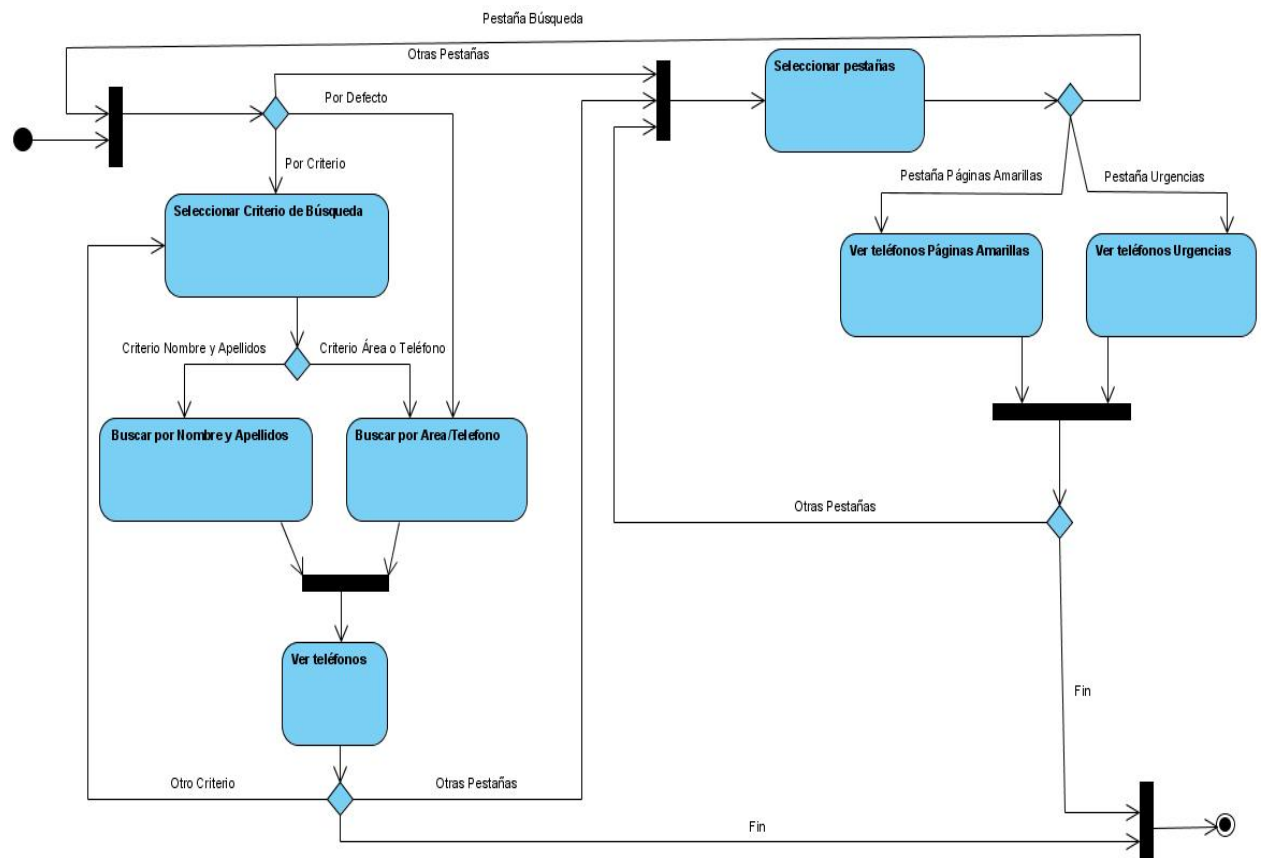 Pestaña Búsqueda
Otras Pestañas
Seleccionar pestañas
Por Defecto
Por Criterio
Pestaña Páginas Amarillas
Pestaña Urgencias
Seleccionar Criterio de Búsqueda
Ver teléfonos Páginas Amarillas
Ver teléfonos Urgencias
Criterio Nombre y Apellidos
Criterio Área o Teléfono
Buscar por Nombre y Apellidos
Buscar por Area/Telefono
Otras Pestañas
Ver teléfonos
Fin
Otro Criterio
Otras Pestañas
Fin